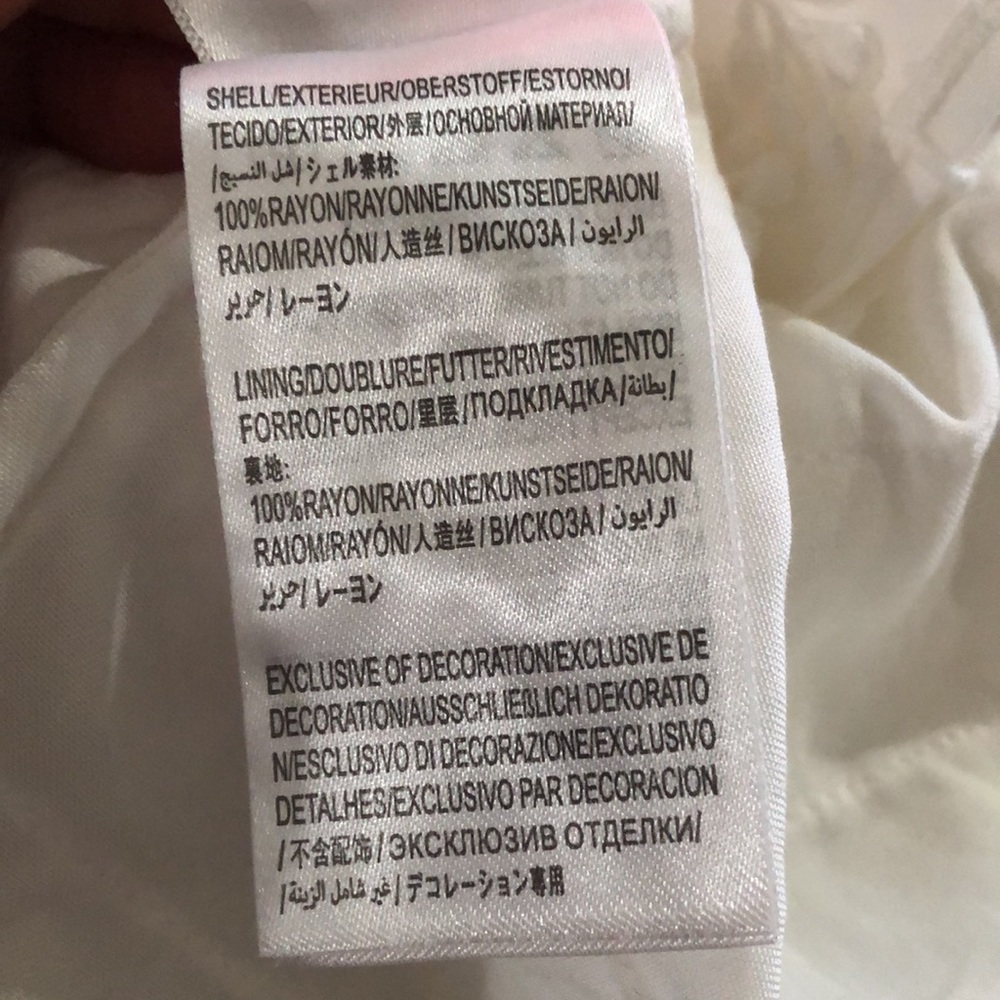 SHELL/EXTERIEUR/OBERSTOFF/ESTORNO/
TECIDO/EXTERIOR/外层/ОСНОВНОЙ МАТЕРИАЛ/
/شل النسيج/シェル素材:
100%RAYON/RAYONNE/KUNSTSEIDE/RAION/
RAIOM/RAYÓN/人造丝/ВИСКОЗА/الرايون
حرير/レーヨン
LINING/DOUBLURE/FUTTER/RIVESTIMENTO/
FORRO/FORRO/里层/ПОДКЛАДКА/بطانة/
裏地:
100%RAYON/RAYONNE/KUNSTSEIDE/RAION/
RAIOM/RAYÓN/人造丝/ВИСКОЗА/الرايون
حرير/レーヨン
EXCLUSIVE OF DECORATION/EXCLUSIVE DE
DECORATION/AUSSCHLIEßLICH DEKORATIO
N/ESCLUSIVO DI DECORAZIONE/EXCLUSIVO
DETALHES/EXCLUSIVO PAR DECORACION
/不含配饰/ЭКСКЛЮЗИВ ОТДЕЛКИ/
/غير شامل الزينة/デコレーション専用